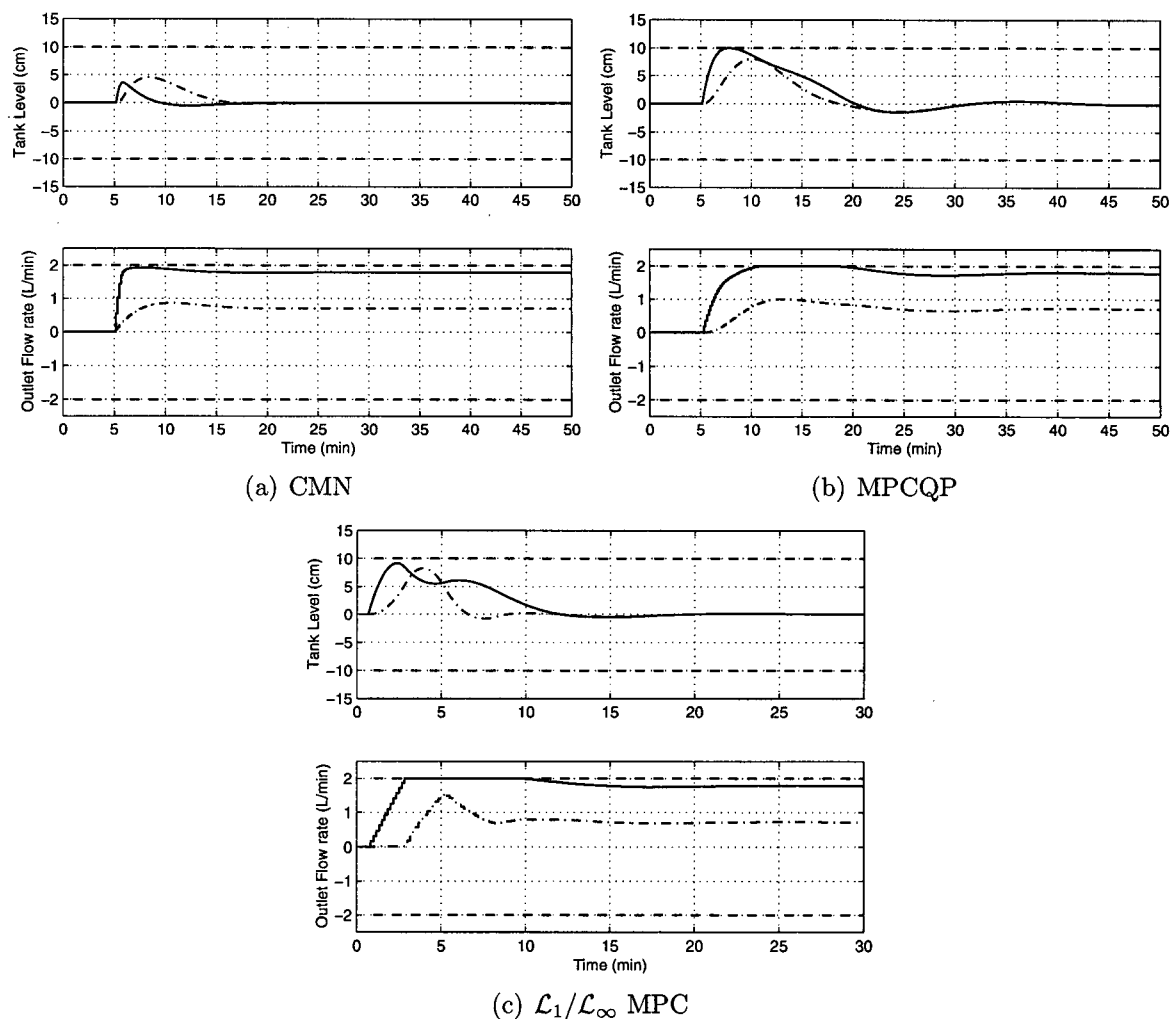 15
10
5
0
−5
−10
−15
Tank Level (cm)
0 5 10 15 20 25 30 35 40 45 50
2
1
0
−1
−2
Outlet Flow rate (L/min)
0 5 10 15 20 25 30 35 40 45 50
Time (min)
(a) CMN
15
10
5
0
−5
−10
−15
Tank Level (cm)
0 5 10 15 20 25 30 35 40 45 50
2
1
0
−1
−2
Outlet Flow rate (L/min)
0 5 10 15 20 25 30 35 40 45 50
Time (min)
(b) MPCQP
15
10
5
0
−5
−10
−15
Tank Level (cm)
0 5 10 15 20 25 30
2
1
0
−1
−2
Outlet Flow rate (L/min)
0 5 10 15 20 25 30
Time (min)
(c) ℒ₁/ℒ∞ MPC